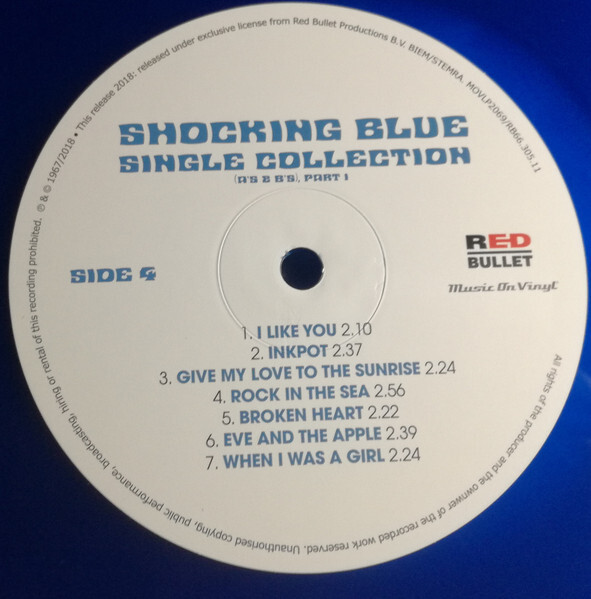 ℗ & © 1967/2018 • This release 2018; released under exclusive license from Red Bullet Productions B.V. BIEM/STEMRA. MOVLP2069/RB66.305.11
SHOCKING BLUE
SINGLE COLLECTION
(A'S & B'S), PART 1
SIDE 4
RED
BULLET
Music On Vinyl
1. I LIKE YOU 2.10
2. INKPOT 2.37
3. GIVE MY LOVE TO THE SUNRISE 2.24
4. ROCK IN THE SEA 2.56
5. BROKEN HEART 2.22
6. EVE AND THE APPLE 2.39
7. WHEN I WAS A GIRL 2.24
All rights of the producer and the ownwer of the recorded work reserved. Unauthorised copying, public performance, broadcasting, hiring or rental of this recording prohibited.